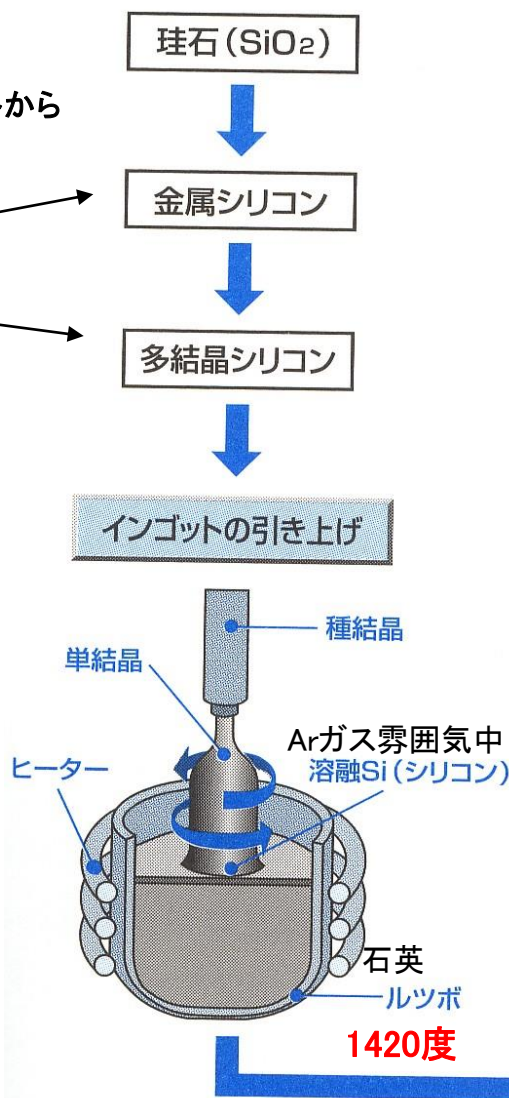 珪石(SiO₂)
から
金属シリコン
多結晶シリコン
インゴットの引き上げ
種結晶
単結晶
Arガス雰囲気中
ヒーター
溶融Si(シリコン)
石英
ルツボ
1420度